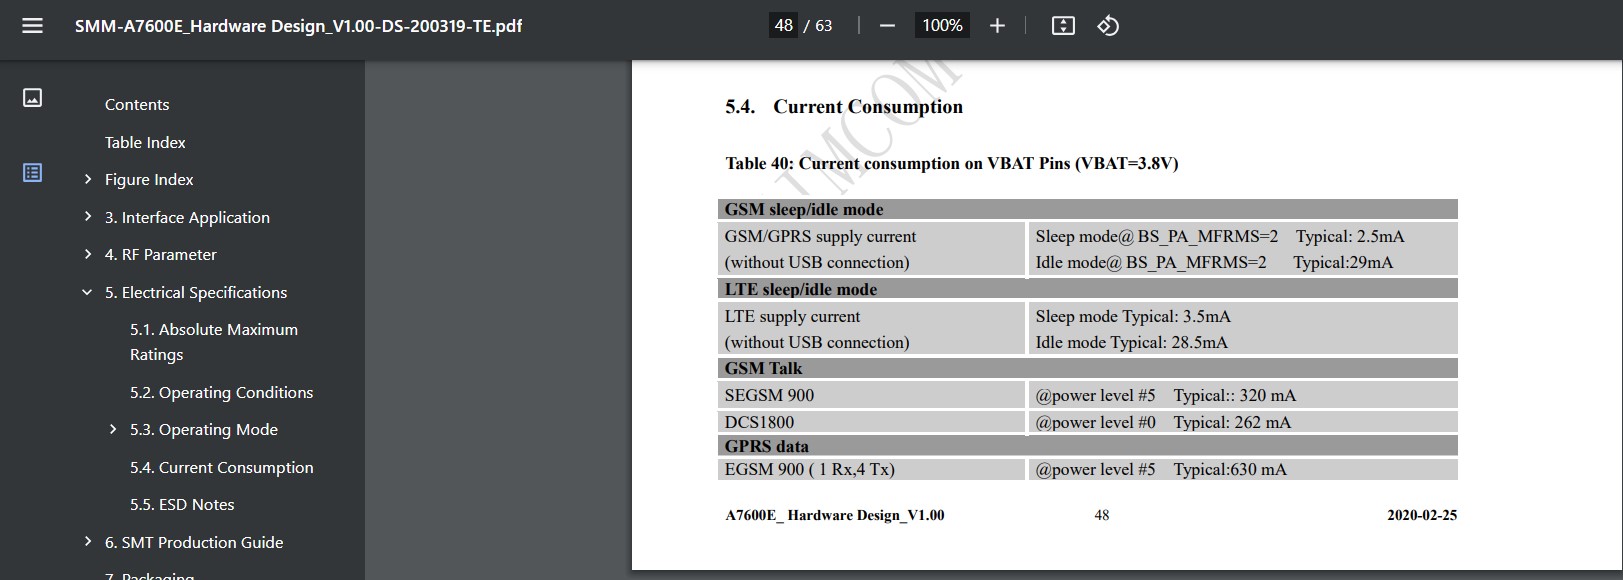 SMM-A7600E_Hardware Design_V1.00-DS-200319-TE.pdf
48 / 63
100%
Contents
Table Index
Figure Index
3. Interface Application
4. RF Parameter
5. Electrical Specifications
5.1. Absolute Maximum
Ratings
5.2. Operating Conditions
5.3. Operating Mode
5.4. Current Consumption
5.5. ESD Notes
6. SMT Production Guide
7. Packaging
IMCOM
5.4. Current Consumption
Table 40: Current consumption on VBAT Pins (VBAT=3.8V)
GSM sleep/idle mode
GSM/GPRS supply current Sleep mode@ BS_PA_MFRMS=2 Typical: 2.5mA
(without USB connection) Idle mode@ BS_PA_MFRMS=2 Typical:29mA
LTE sleep/idle mode
LTE supply current Sleep mode Typical: 3.5mA
(without USB connection) Idle mode Typical: 28.5mA
GSM Talk
SEGSM 900 @power level #5 Typical:: 320 mA
DCS1800 @power level #0 Typical: 262 mA
GPRS data
EGSM 900 ( 1 Rx,4 Tx) @power level #5 Typical:630 mA
A7600E_ Hardware Design_V1.00 48 2020-02-25